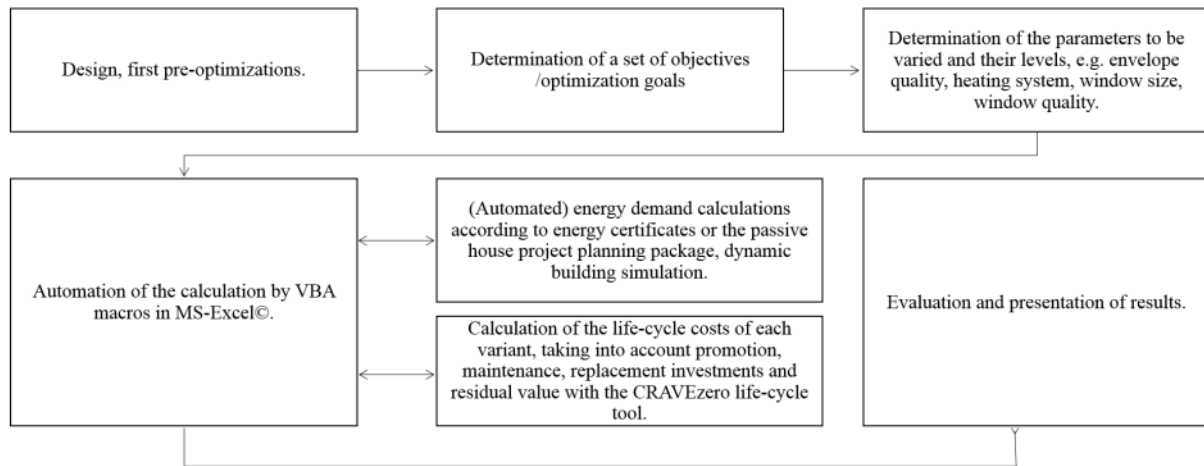 Design, first pre-optimizations.
Determination of a set of objectives
/optimization goals
Determination of the parameters to be
varied and their levels, e.g. envelope
quality, heating system, window size,
window quality.
Automation of the calculation by VBA
macros in MS-Excel©.
(Automated) energy demand calculations
according to energy certificates or the passive
house project planning package, dynamic
building simulation.
Calculation of the life-cycle costs of each
variant, taking into account promotion,
maintenance, replacement investments and
residual value with the CRAVEzero life-cycle
tool.
Evaluation and presentation of results.